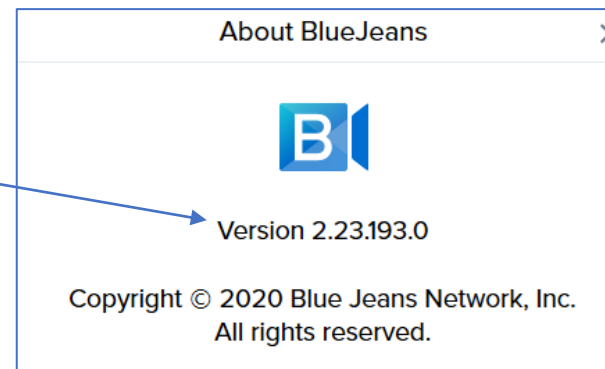 About BlueJeans
B
Version 2.23.193.0
Copyright © 2020 Blue Jeans Network, Inc.
All rights reserved.